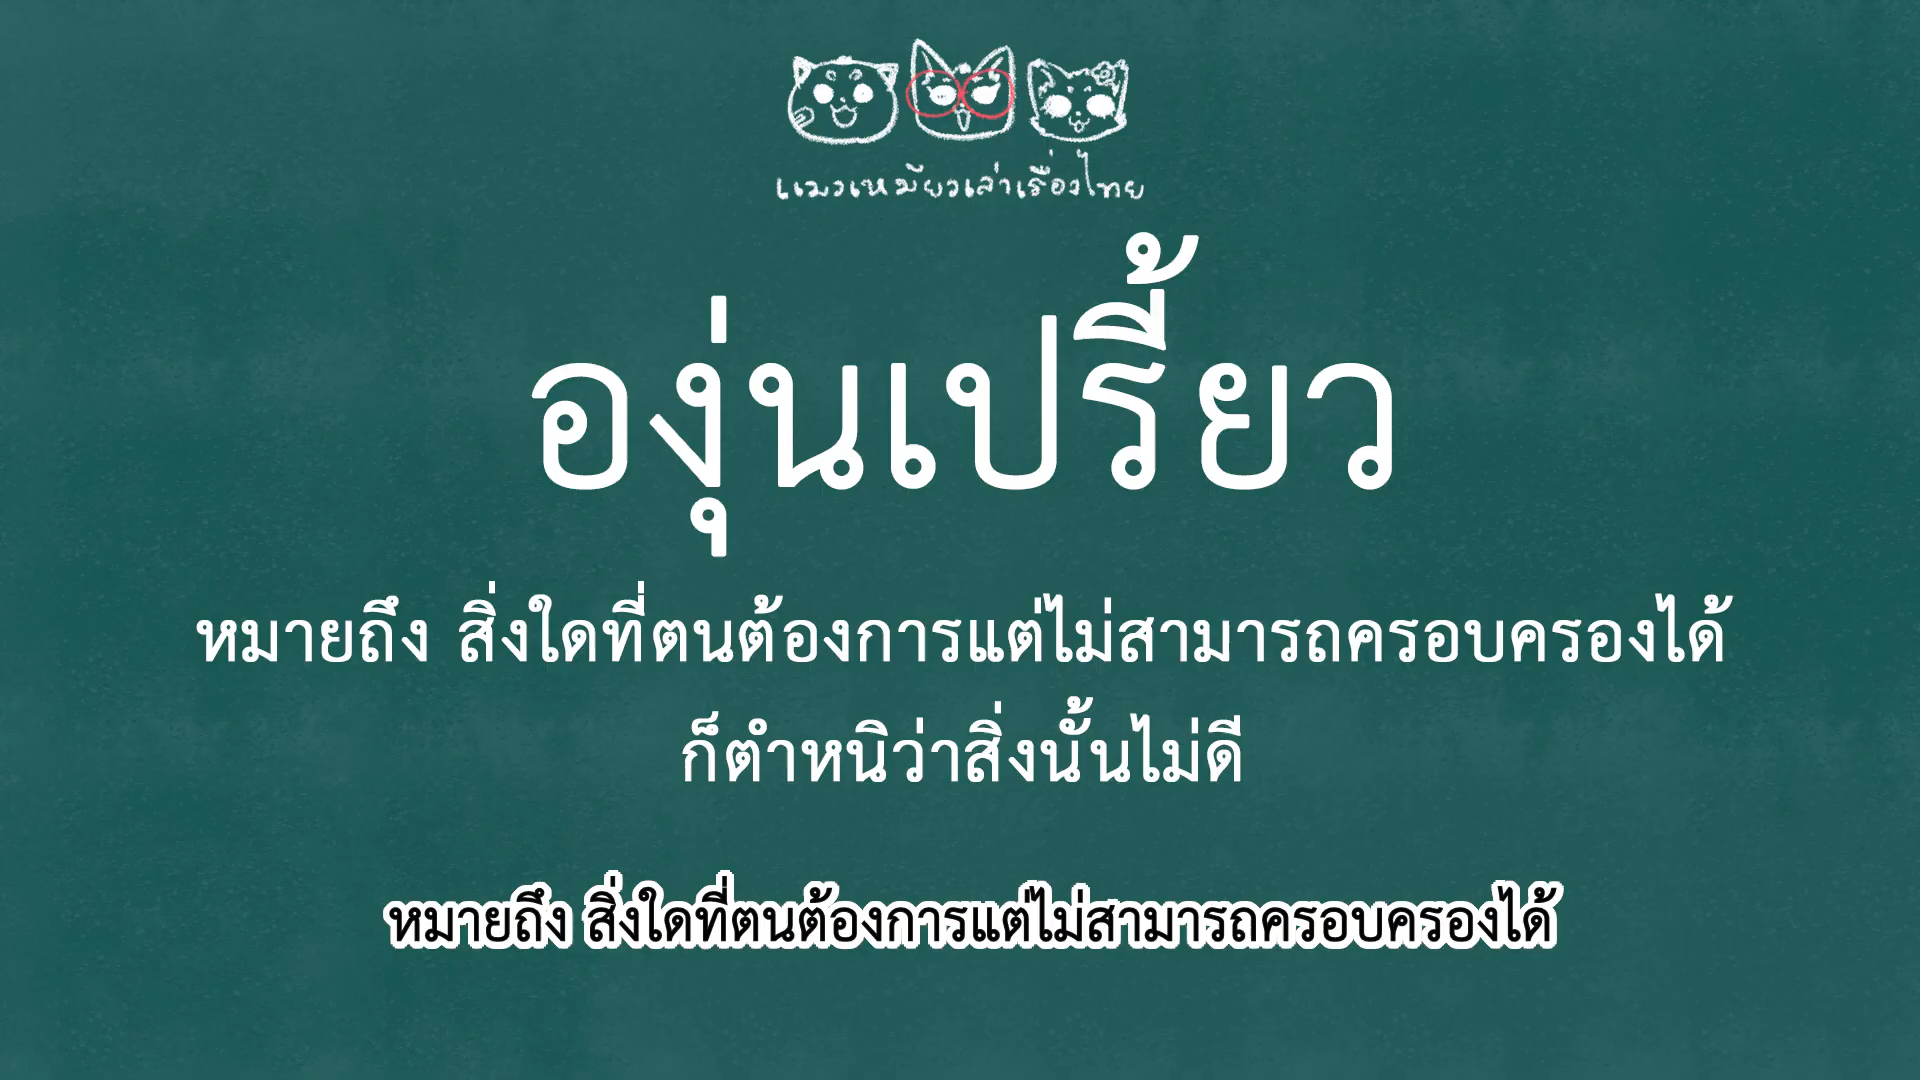 แมวเหมียวเล่าเรื่องไทย
องุ่นเปรี้ยว
หมายถึง สิ่งใดที่ตนต้องการแต่ไม่สามารถครอบครองได้
ก็ตำหนิว่าสิ่งนั้นไม่ดี
หมายถึง สิ่งใดที่ตนต้องการแต่ไม่สามารถครอบครองได้